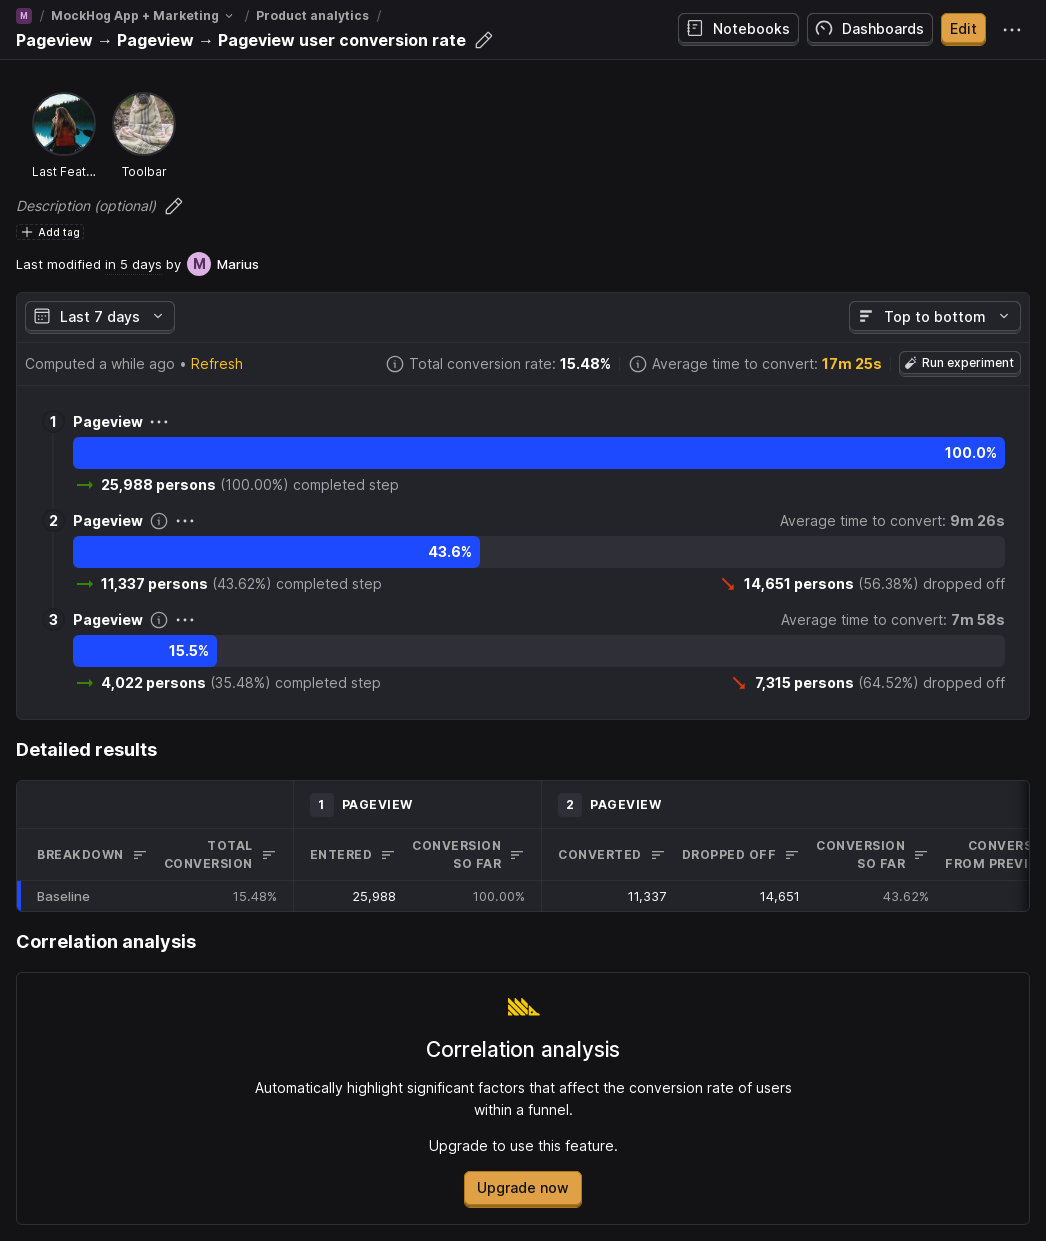 M / MockHog App + Marketing / Product analytics /
Pageview → Pageview → Pageview user conversion rate
Notebooks
Dashboards
Edit
Last Feat...
Toolbar
Description (optional)
Add tag
Last modified in 5 days by M Marius
Last 7 days
Top to bottom
Computed a while ago • Refresh
Total conversion rate: 15.48%
Average time to convert: 17m 25s
Run experiment
1 Pageview
100.0%
25,988 persons (100.00%) completed step
2 Pageview
Average time to convert: 9m 26s
43.6%
11,337 persons (43.62%) completed step
14,651 persons (56.38%) dropped off
3 Pageview
Average time to convert: 7m 58s
15.5%
4,022 persons (35.48%) completed step
7,315 persons (64.52%) dropped off
Detailed results
1 PAGEVIEW
2 PAGEVIEW
BREAKDOWN
TOTAL
CONVERSION
ENTERED
CONVERSION
SO FAR
CONVERTED
DROPPED OFF
CONVERSION
SO FAR
CONVERS
FROM PREVI
Baseline
15.48%
25,988
100.00%
11,337
14,651
43.62%
Correlation analysis
Correlation analysis
Automatically highlight significant factors that affect the conversion rate of users
within a funnel.
Upgrade to use this feature.
Upgrade now